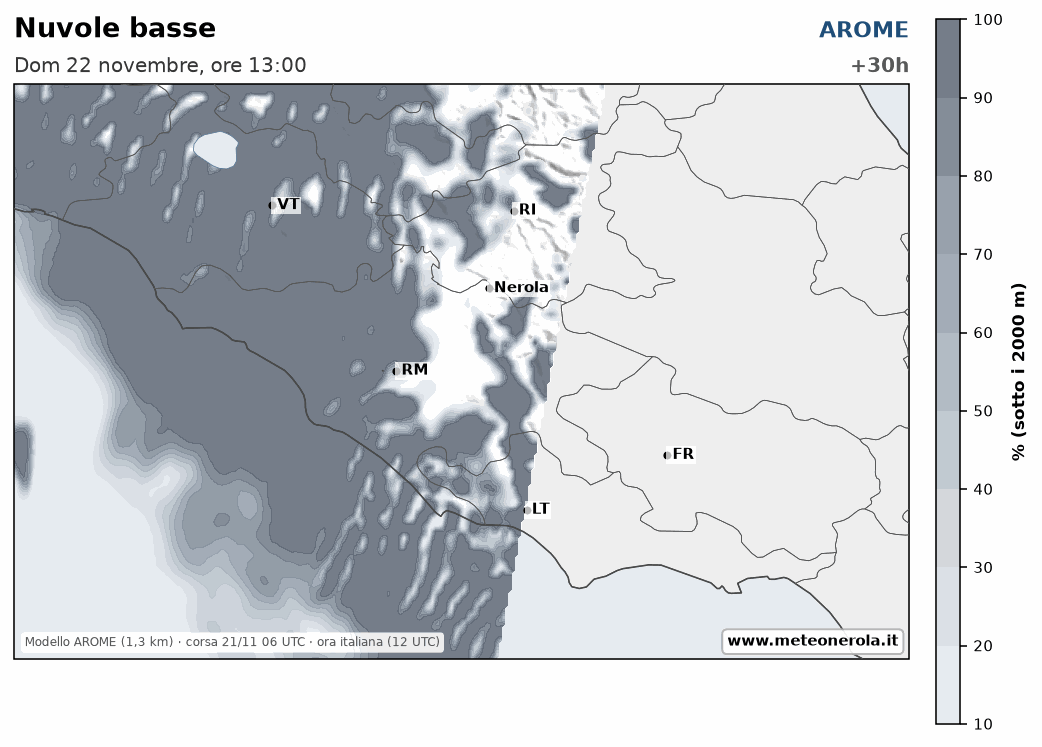 Nuvole basse
AROME
Dom 22 novembre, ore 13:00
+30h
VT
RI
Nerola
RM
FR
LT
Modello AROME (1,3 km) · corsa 21/11 06 UTC · ora italiana (12 UTC)
www.meteonerola.it
100
90
80
70
60
50
40
30
20
10
% (sotto i 2000 m)